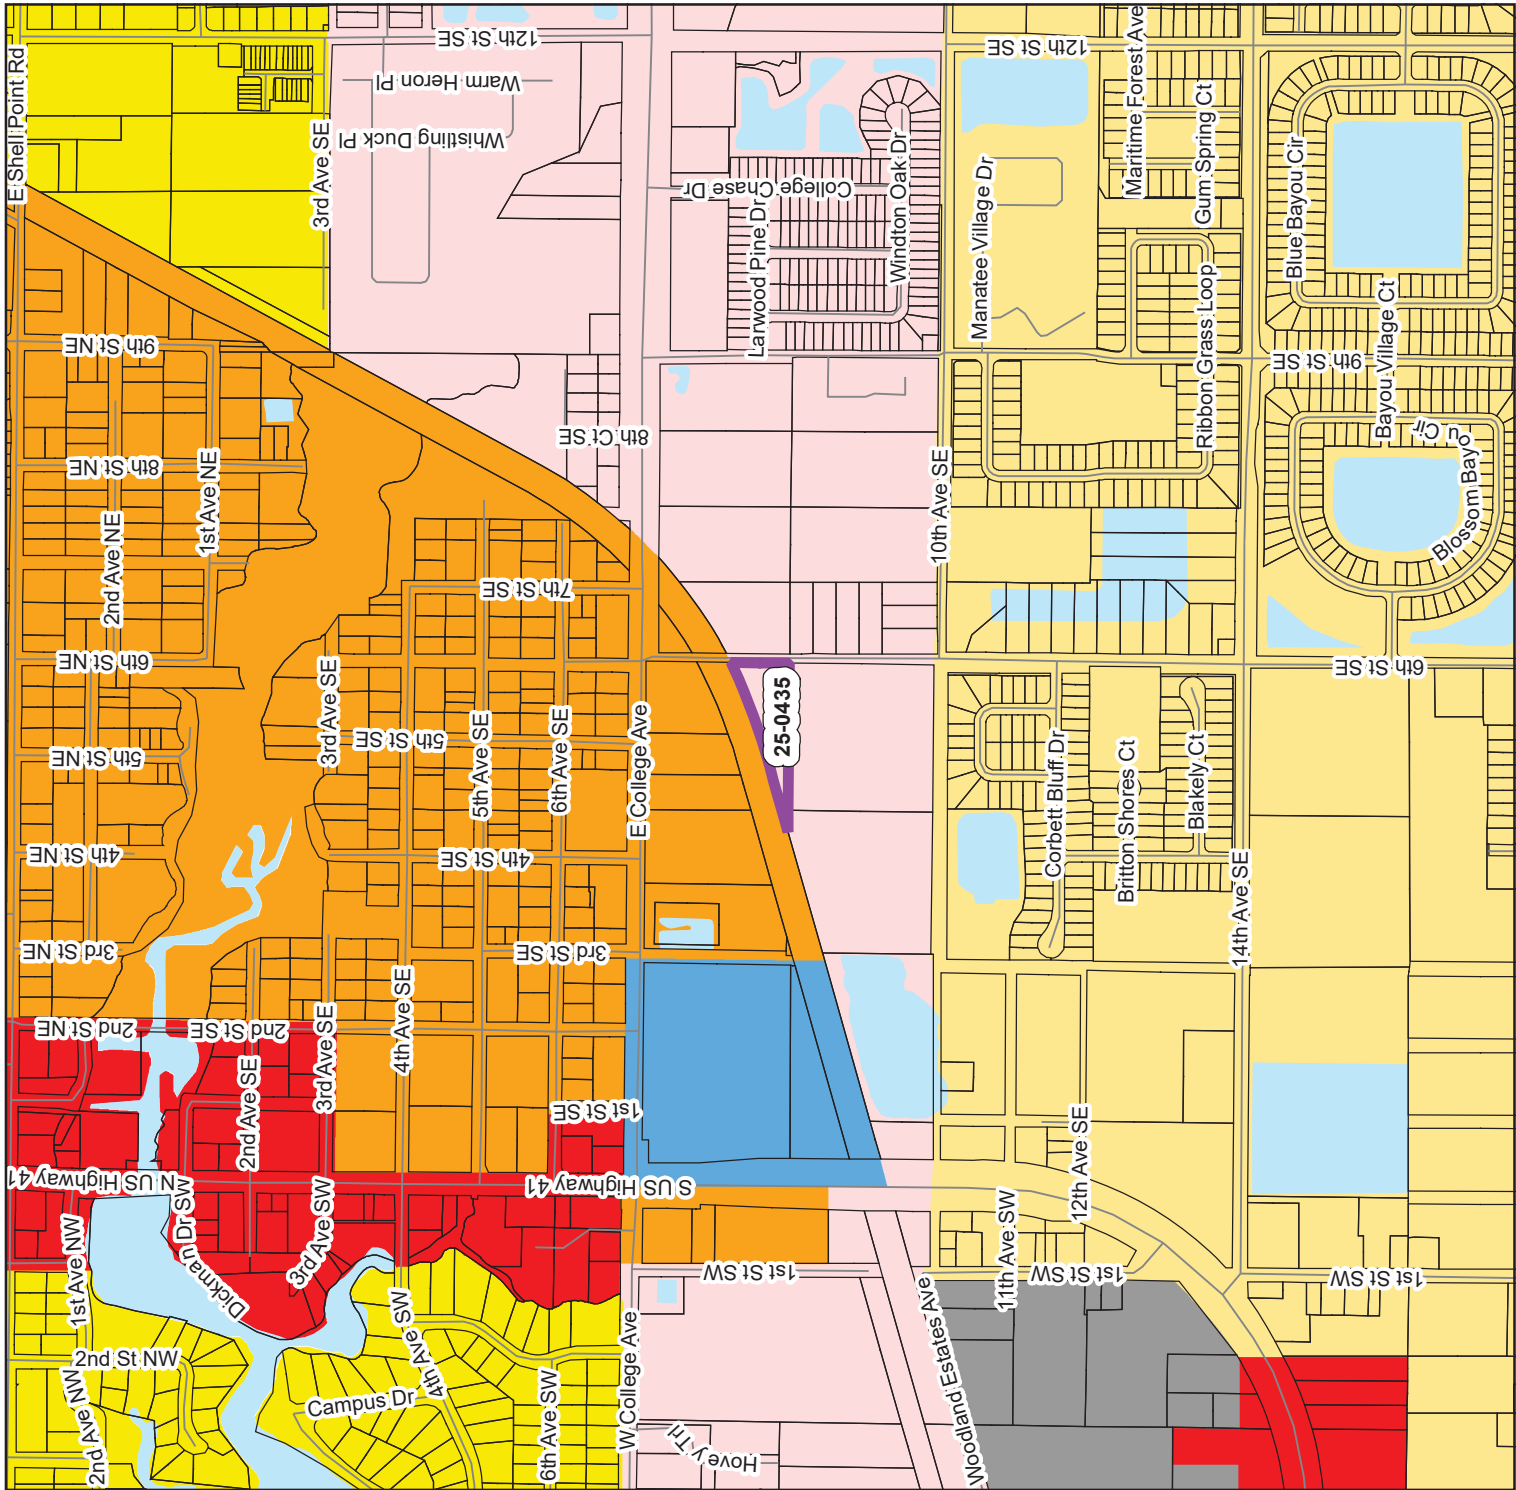 12th St SE
12th St SE
Maritime Forest Ave
E Shell Point Rd
Warm Heron Pl
Whistling Duck Pl
3rd Ave SE
College Chase Dr
Windton Oak Dr
Larwood Pine Dr
Manatee Village Dr
Gum Spring Ct
Blue Bayou Cir
9th St NE
Ribbon Grass Loop
Bayou Village Ct
9th St SE
8th St NE
1st Ave NE
8th Ct SE
Blossom Bayou Cir
2nd Ave NE
10th Ave SE
7th St SE
6th St NE
6th St SE
3rd Ave SE
5th St NE
5th St SE
5th Ave SE
6th Ave SE
E College Ave
25-0435
Corbett Bluff Dr
Britton Shores Ct
Blakely Ct
4th St NE
4th St SE
14th Ave SE
3rd St NE
3rd St SE
2nd St NE
2nd St SE
3rd Ave SE
4th Ave SE
2nd Ave SE
1st St SE
12th Ave SE
N US Highway 41
S US Highway 41
1st Ave NW
Dickman Dr SW
3rd Ave SW
11th Ave SW
1st St SW
1st St SW
1st St SW
2nd St NW
4th Ave SW
W College Ave
Woodland Estates Ave
2nd Ave NW
Campus Dr
6th Ave SW
Hovey Trl